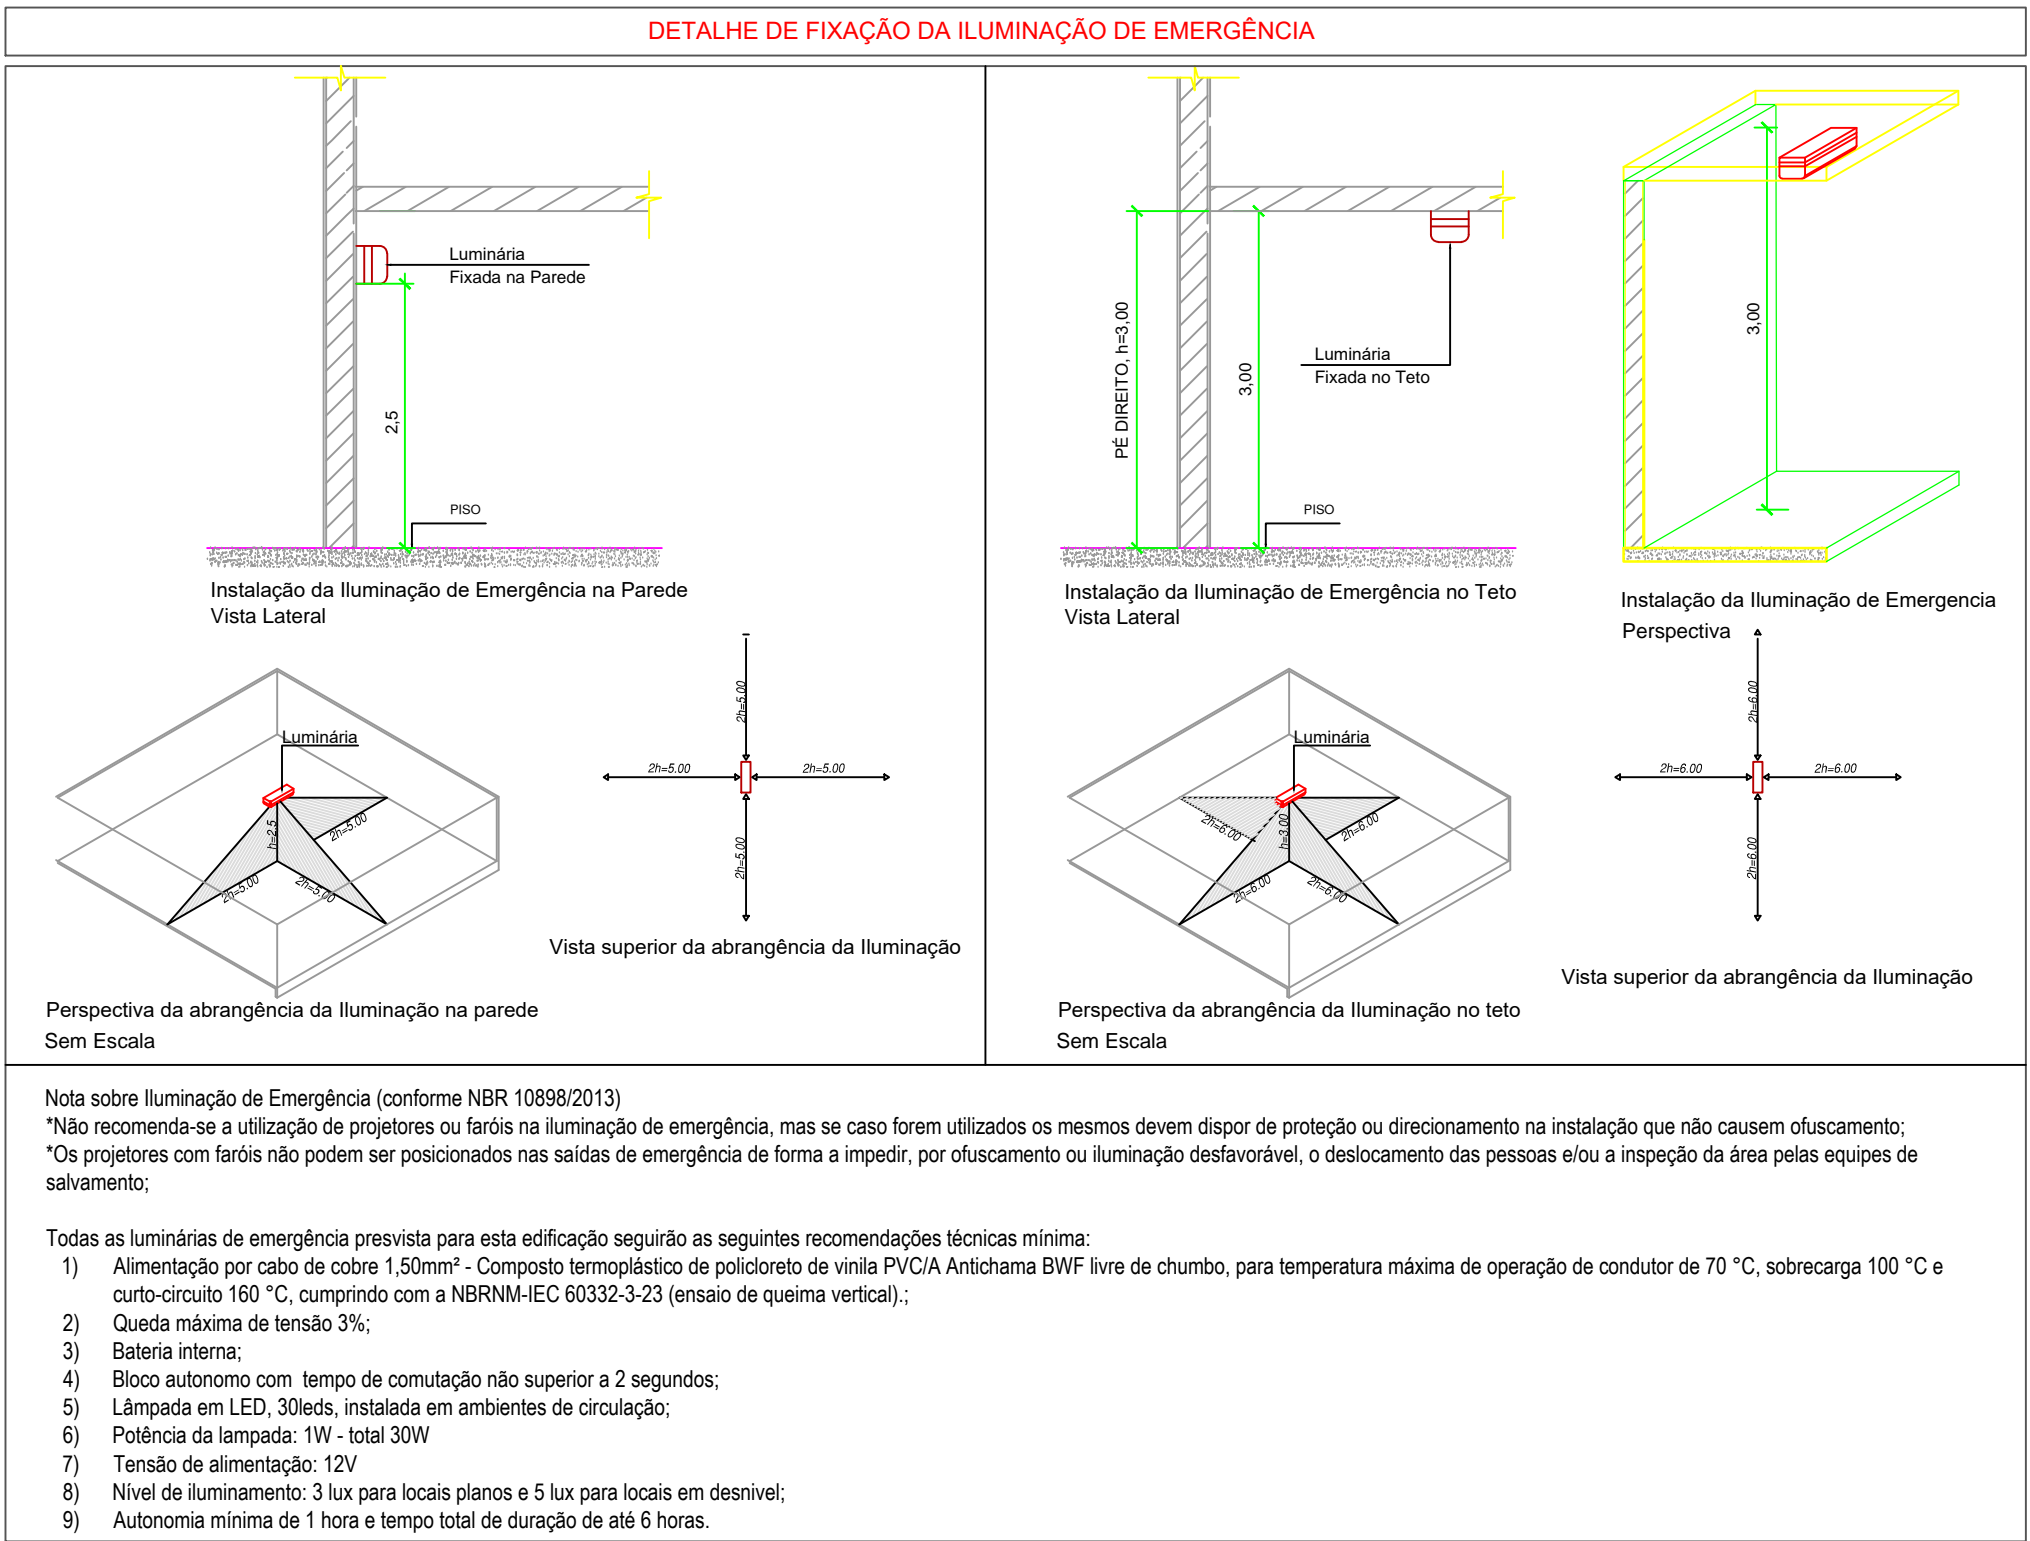 DETALHE DE FIXAÇÃO DA ILUMINAÇÃO DE EMERGÊNCIA
Luminária
Fixada na Parede
2,5
PISO
Instalação da Iluminação de Emergência na Parede
Vista Lateral
Luminária
h=2.5
2h=5.00
2h=5.00
2h=5.00
Perspectiva da abrangência da Iluminação na parede
Sem Escala
2h=5.00
2h=5.00
2h=5.00
2h=5.00
Vista superior da abrangência da Iluminação
PÉ DIREITO, h=3,00
3,00
Luminária
Fixada no Teto
PISO
Instalação da Iluminação de Emergência no Teto
Vista Lateral
3,00
Instalação da Iluminação de Emergencia
Perspectiva
Luminária
2h=6.00
h=3.00
2h=6.00
2h=6.00
2h=6.00
Perspectiva da abrangência da Iluminação no teto
Sem Escala
2h=6.00
2h=6.00
2h=6.00
2h=6.00
Vista superior da abrangência da Iluminação
Nota sobre Iluminação de Emergência (conforme NBR 10898/2013)
*Não recomenda-se a utilização de projetores ou faróis na iluminação de emergência, mas se caso forem utilizados os mesmos devem dispor de proteção ou direcionamento na instalação que não causem ofuscamento;
*Os projetores com faróis não podem ser posicionados nas saídas de emergência de forma a impedir, por ofuscamento ou iluminação desfavorável, o deslocamento das pessoas e/ou a inspeção da área pelas equipes de
salvamento;
Todas as luminárias de emergência presvista para esta edificação seguirão as seguintes recomendações técnicas mínima:
1) Alimentação por cabo de cobre 1,50mm² - Composto termoplástico de policloreto de vinila PVC/A Antichama BWF livre de chumbo, para temperatura máxima de operação de condutor de 70 °C, sobrecarga 100 °C e
curto-circuito 160 °C, cumprindo com a NBRNM-IEC 60332-3-23 (ensaio de queima vertical).;
2) Queda máxima de tensão 3%;
3) Bateria interna;
4) Bloco autonomo com tempo de comutação não superior a 2 segundos;
5) Lâmpada em LED, 30leds, instalada em ambientes de circulação;
6) Potência da lampada: 1W - total 30W
7) Tensão de alimentação: 12V
8) Nível de iluminamento: 3 lux para locais planos e 5 lux para locais em desnivel;
9) Autonomia mínima de 1 hora e tempo total de duração de até 6 horas.